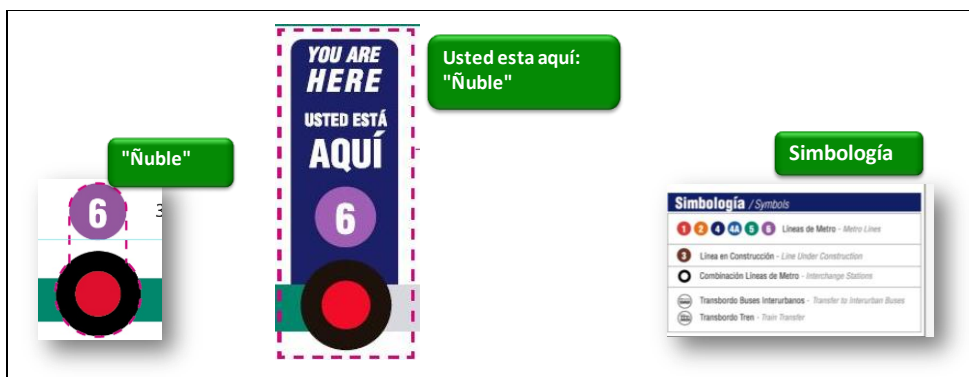 "Ñuble"
6
3
YOU ARE
HERE
USTED ESTÁ
AQUÍ
6
Usted esta aquí:
"Ñuble"
Simbología
Simbología / Symbols
1 2 4 4A 5 6 Líneas de Metro - Metro Lines
3 Línea en Construcción - Line Under Construction
Combinación Líneas de Metro - Interchange Stations
Transbordo Buses Interurbanos - Transfer to Interurban Buses
Transbordo Tren - Train Transfer